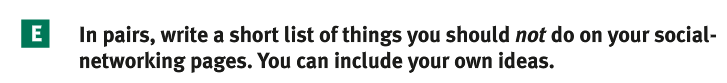 E In pairs, write a short list of things you should not do on your social-
networking pages. You can include your own ideas.